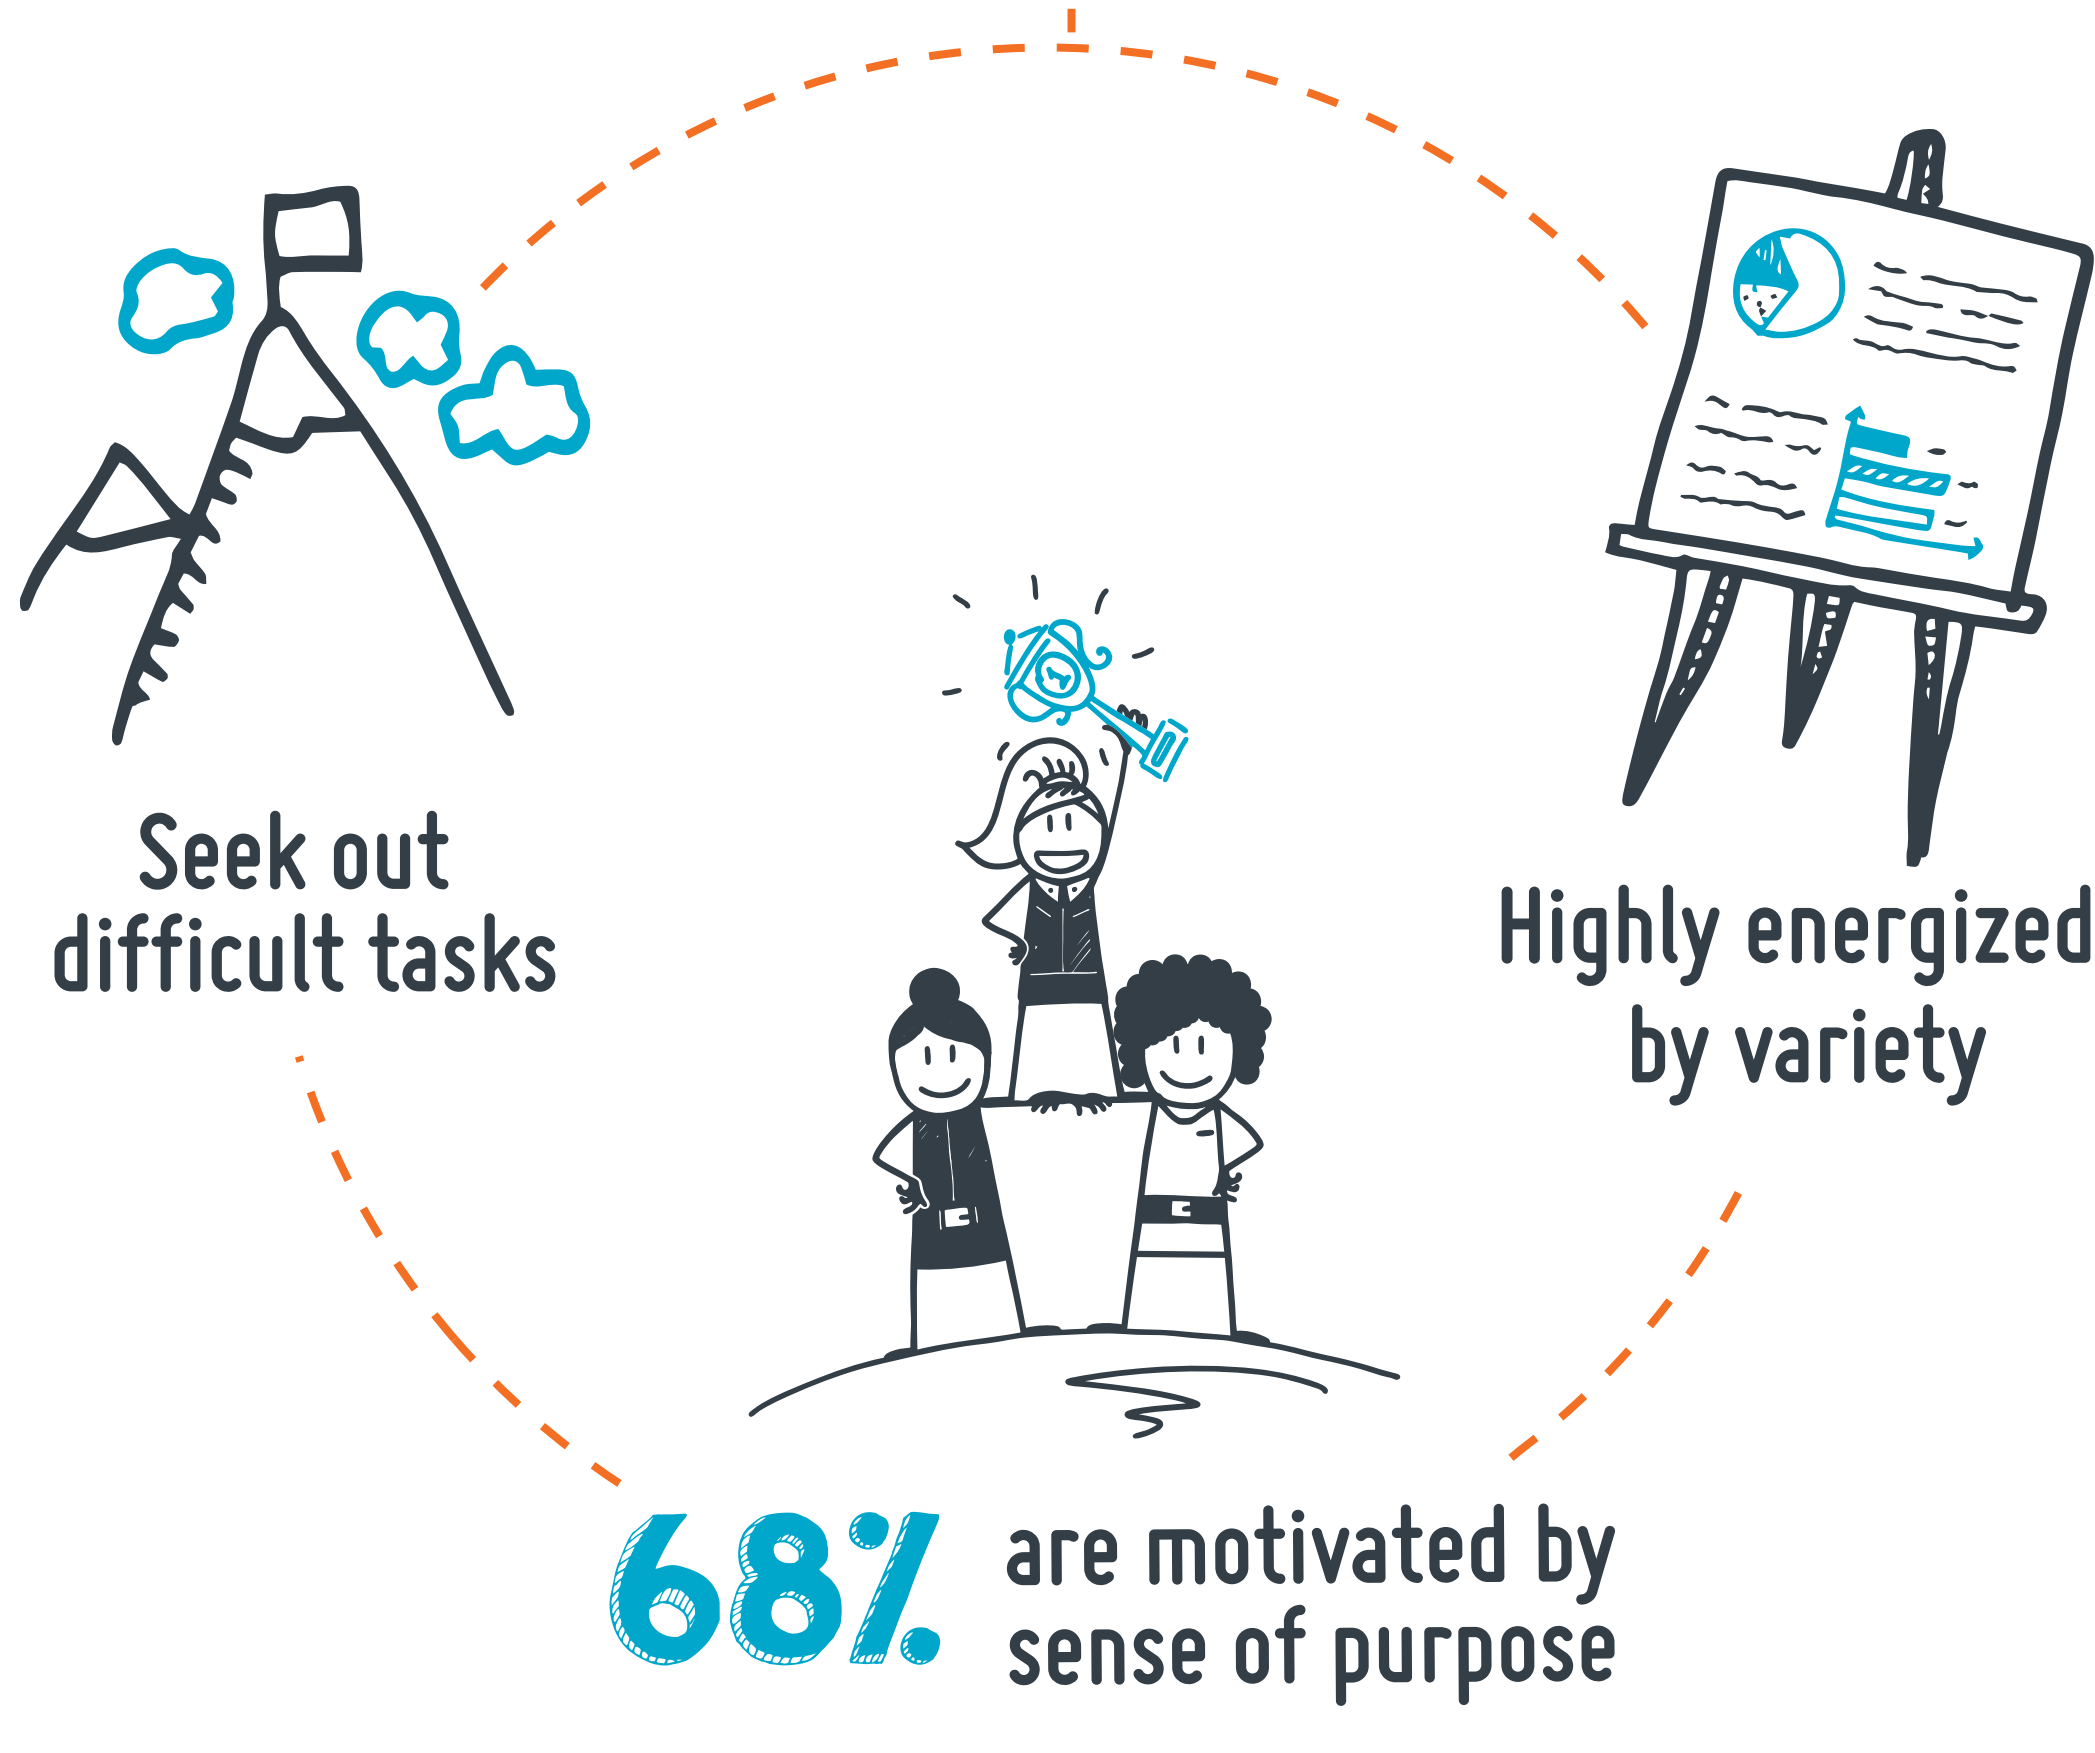 Seek out
difficult tasks
Highly energized
by variety
68% are motivated by
sense of purpose